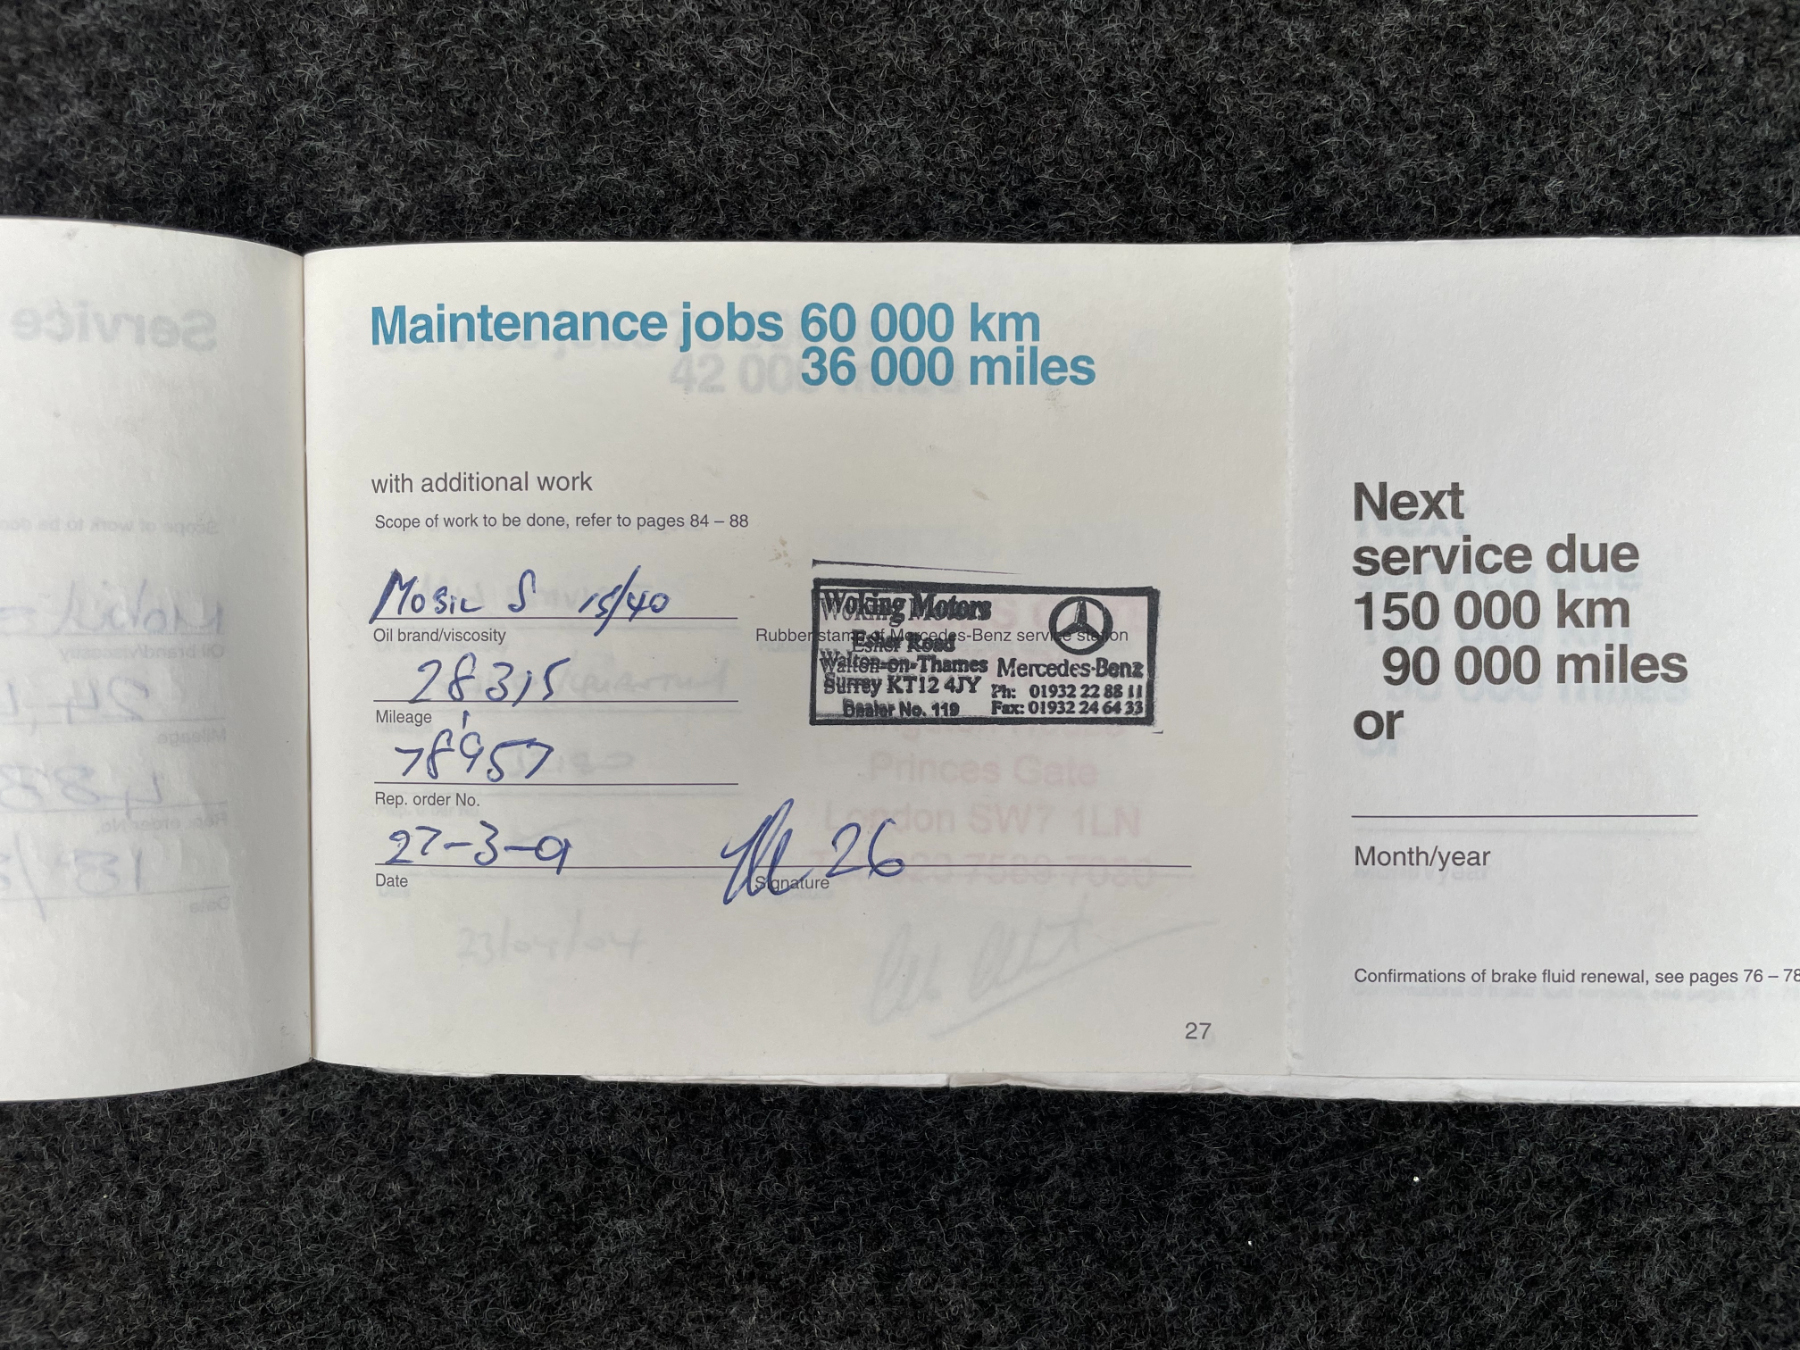 Maintenance jobs 60 000 km
36 000 miles
with additional work
Scope of work to be done, refer to pages 84 – 88
Mobil S 15/40
Oil brand/viscosity
28315
Mileage
78957
Rep. order No.
27-3-01
Date
Rubber stamp of Mercedes-Benz service station
Woking Motors
Esher Road
Walton-on-Thames
Surrey KT12 4JY
Dealer No. 119
Mercedes-Benz
Ph: 01932 22 88 11
Fax: 01932 24 64 33
26
Signature
27
Next
service due
150 000 km
90 000 miles
or
Month/year
Confirmations of brake fluid renewal, see pages 76 – 78